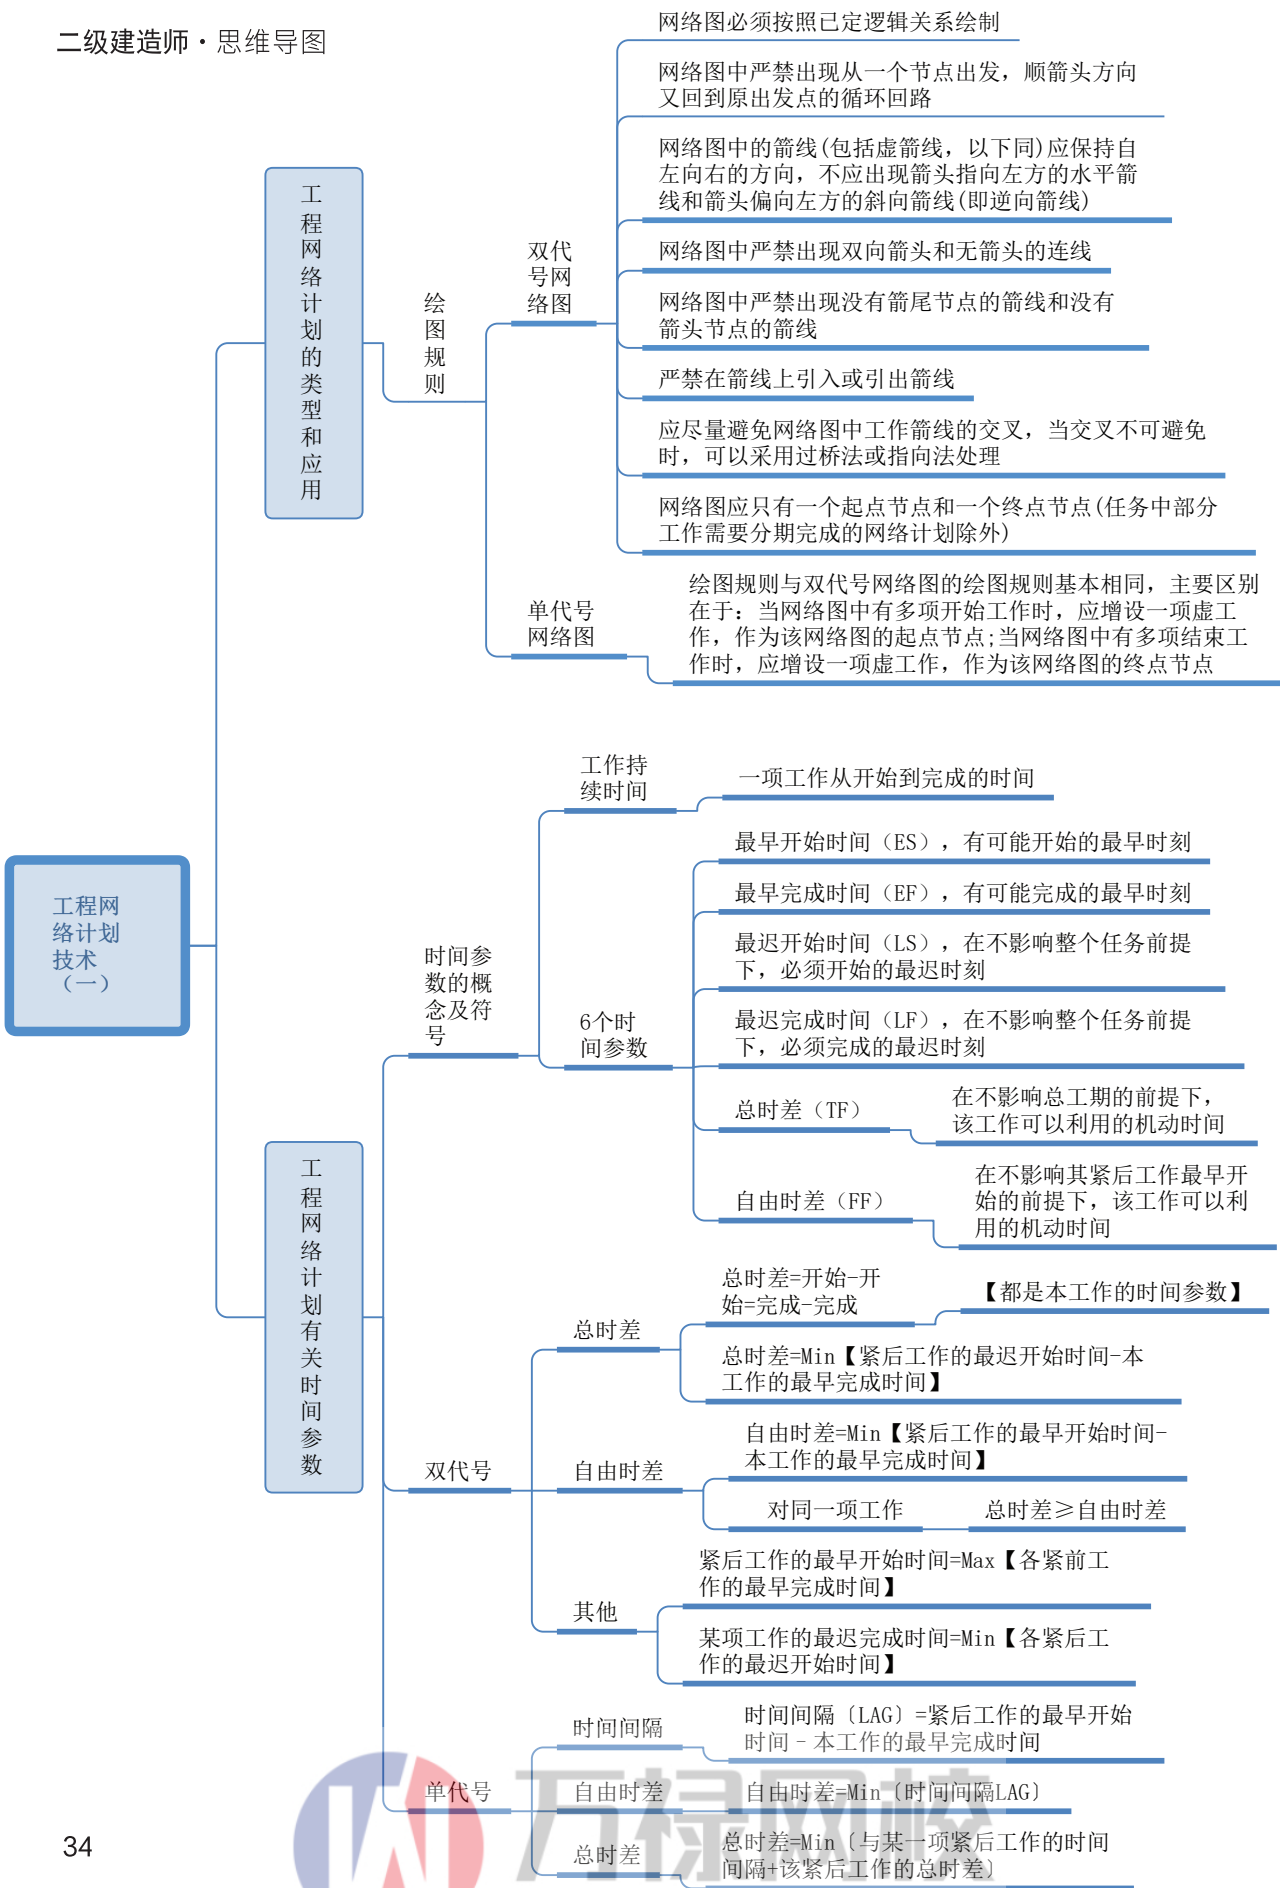 二级建造师·思维导图
网络图必须按照已定逻辑关系绘制
网络图中严禁出现从一个节点出发，顺箭头方向
又回到原出发点的循环回路
网络图中的箭线(包括虚箭线，以下同)应保持自
左向右的方向，不应出现箭头指向左方的水平箭
线和箭头偏向左方的斜向箭线(即逆向箭线)
网络图中严禁出现双向箭头和无箭头的连线
网络图中严禁出现没有箭尾节点的箭线和没有
箭头节点的箭线
严禁在箭线上引入或引出箭线
应尽量避免网络图中工作箭线的交叉，当交叉不可避免
时，可以采用过桥法或指向法处理
网络图应只有一个起点节点和一个终点节点(任务中部分
工作需要分期完成的网络计划除外)
双代
号网
络图
绘图规则
工程网络计划的类型和应用
单代号
网络图
绘图规则与双代号网络图的绘图规则基本相同，主要区别
在于：当网络图中有多项开始工作时，应增设一项虚工
作，作为该网络图的起点节点;当网络图中有多项结束工
作时，应增设一项虚工作，作为该网络图的终点节点
工程网
络计划
技术
（一）
工作持
续时间
一项工作从开始到完成的时间
时间参
数的概
念及符
号
6个时
间参数
最早开始时间（ES），有可能开始的最早时刻
最早完成时间（EF），有可能完成的最早时刻
最迟开始时间（LS），在不影响整个任务前提
下，必须开始的最迟时刻
最迟完成时间（LF），在不影响整个任务前提
下，必须完成的最迟时刻
总时差（TF）
在不影响总工期的前提下，
该工作可以利用的机动时间
自由时差（FF）
在不影响其紧后工作最早开
始的前提下，该工作可以利
用的机动时间
工程网络计划有关时间参数
双代号
总时差
总时差=开始-开
始=完成-完成
【都是本工作的时间参数】
总时差=Min【紧后工作的最迟开始时间-本
工作的最早完成时间】
自由时差
自由时差=Min【紧后工作的最早开始时间-
本工作的最早完成时间】
对同一项工作
总时差≥自由时差
其他
紧后工作的最早开始时间=Max【各紧前工
作的最早完成时间】
某项工作的最迟完成时间=Min【各紧后工
作的最迟开始时间】
单代号
时间间隔
时间间隔〔LAG〕=紧后工作的最早开始
时间－本工作的最早完成时间
自由时差
自由时差=Min〔时间间隔LAG〕
总时差
总时差=Min〔与某一项紧后工作的时间
间隔+该紧后工作的总时差〕
万禄网校
34